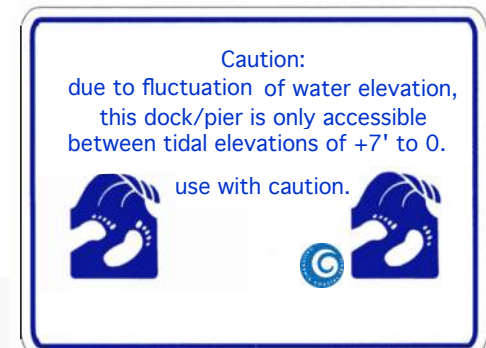 Caution:
due to fluctuation of water elevation,
this dock/pier is only accessible
between tidal elevations of +7' to 0.
use with caution.